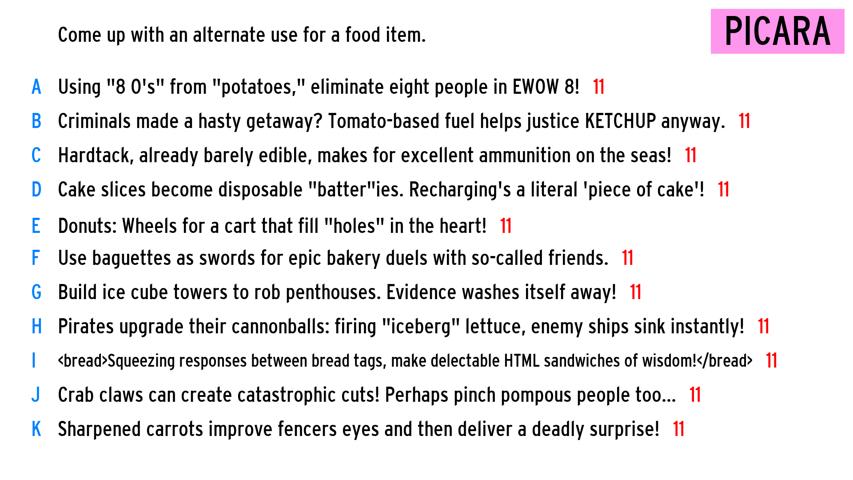 Come up with an alternate use for a food item.
PICARA
A Using "8 O's" from "potatoes," eliminate eight people in EWOW 8! 11
B Criminals made a hasty getaway? Tomato-based fuel helps justice KETCHUP anyway. 11
C Hardtack, already barely edible, makes for excellent ammunition on the seas! 11
D Cake slices become disposable "batter"ies. Recharging's a literal 'piece of cake'! 11
E Donuts: Wheels for a cart that fill "holes" in the heart! 11
F Use baguettes as swords for epic bakery duels with so-called friends. 11
G Build ice cube towers to rob penthouses. Evidence washes itself away! 11
H Pirates upgrade their cannonballs: firing "iceberg" lettuce, enemy ships sink instantly! 11
I <bread>Squeezing responses between bread tags, make delectable HTML sandwiches of wisdom!</bread> 11
J Crab claws can create catastrophic cuts! Perhaps pinch pompous people too... 11
K Sharpened carrots improve fencers eyes and then deliver a deadly surprise! 11